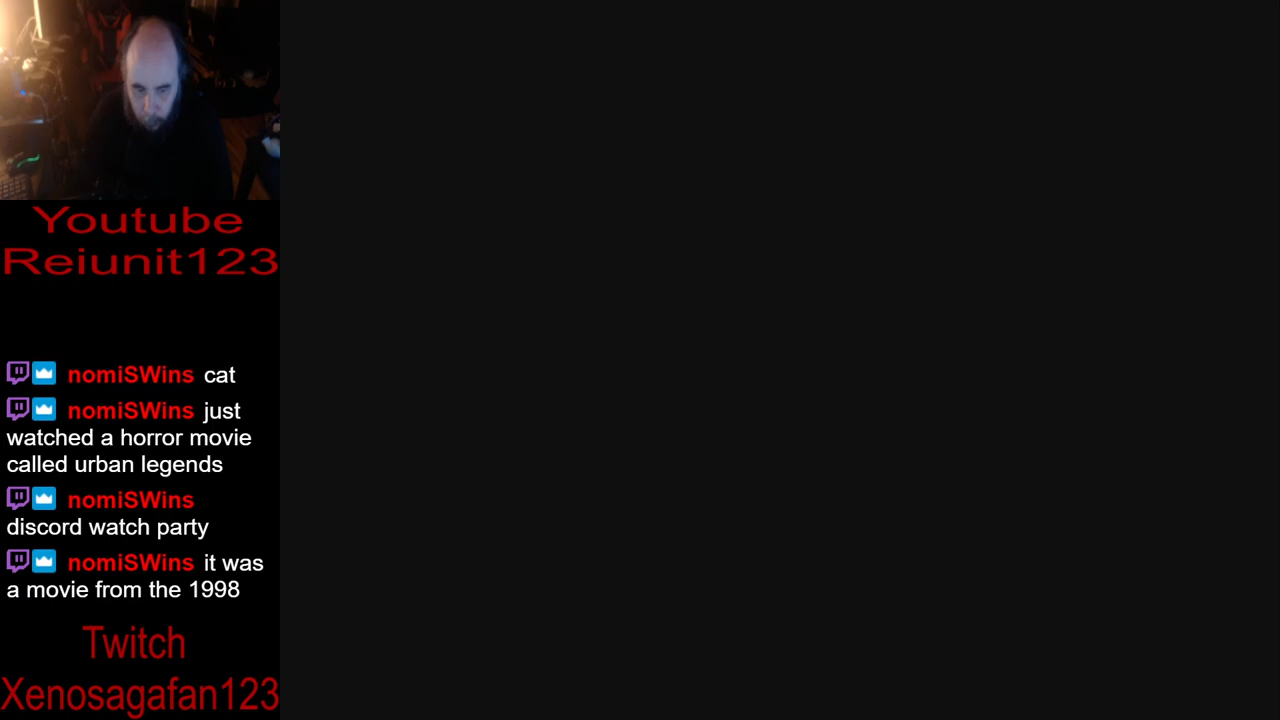 Youtube
Reiunit123
nomiSWins cat
nomiSWins just
watched a horror movie
called urban legends
nomiSWins
discord watch party
nomiSWins it was
a movie from the 1998
Twitch
Xenosagafan123